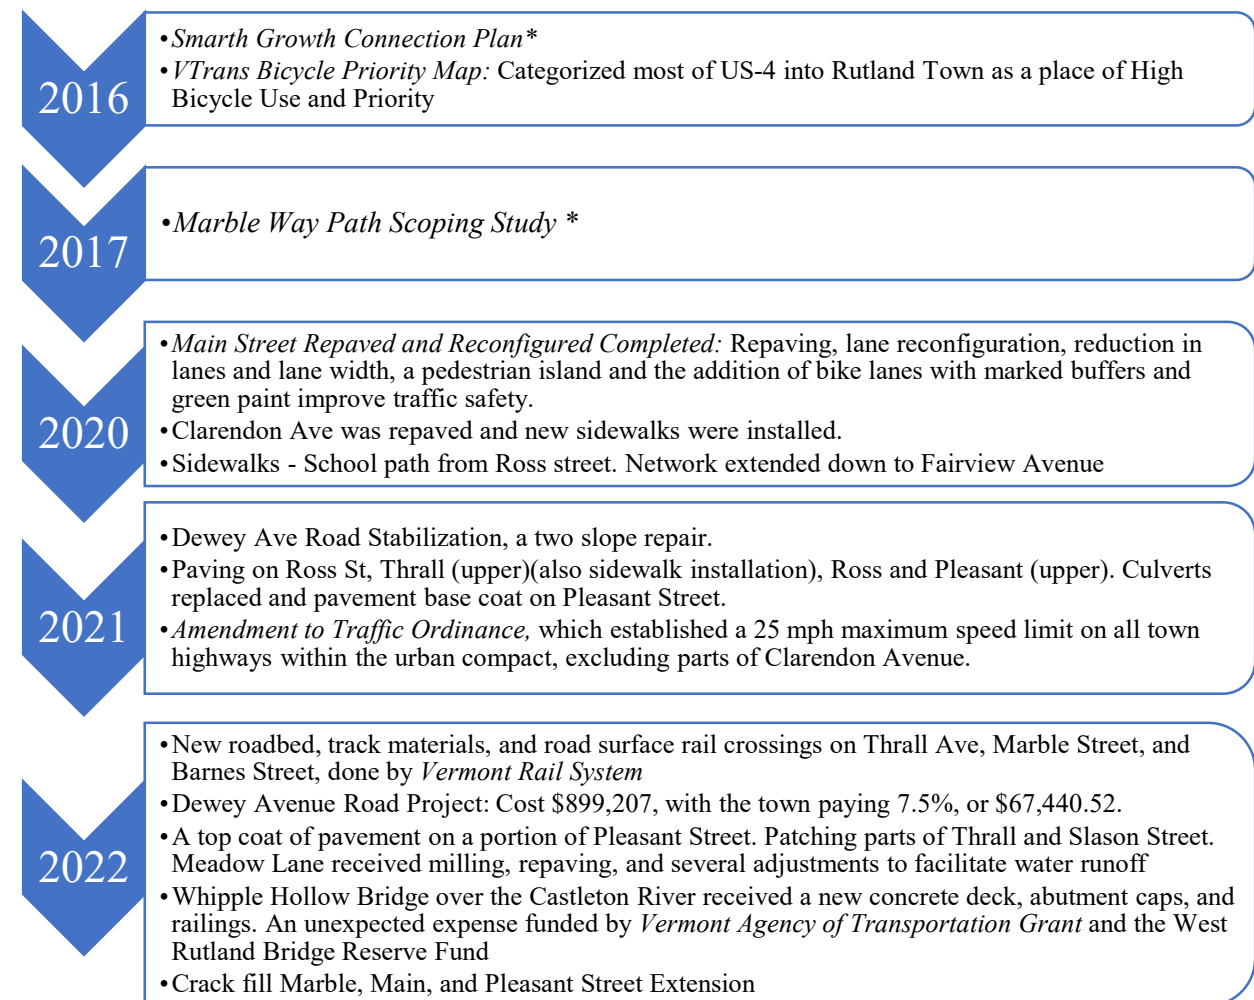 2016
•Smarth Growth Connection Plan*
•VTrans Bicycle Priority Map: Categorized most of US-4 into Rutland Town as a place of High
Bicycle Use and Priority
2017
•Marble Way Path Scoping Study *
2020
•Main Street Repaved and Reconfigured Completed: Repaving, lane reconfiguration, reduction in
lanes and lane width, a pedestrian island and the addition of bike lanes with marked buffers and
green paint improve traffic safety.
•Clarendon Ave was repaved and new sidewalks were installed.
•Sidewalks - School path from Ross street. Network extended down to Fairview Avenue
2021
•Dewey Ave Road Stabilization, a two slope repair.
•Paving on Ross St, Thrall (upper)(also sidewalk installation), Ross and Pleasant (upper). Culverts
replaced and pavement base coat on Pleasant Street.
•Amendment to Traffic Ordinance, which established a 25 mph maximum speed limit on all town
highways within the urban compact, excluding parts of Clarendon Avenue.
2022
•New roadbed, track materials, and road surface rail crossings on Thrall Ave, Marble Street, and
Barnes Street, done by Vermont Rail System
•Dewey Avenue Road Project: Cost $899,207, with the town paying 7.5%, or $67,440.52.
•A top coat of pavement on a portion of Pleasant Street. Patching parts of Thrall and Slason Street.
Meadow Lane received milling, repaving, and several adjustments to facilitate water runoff
•Whipple Hollow Bridge over the Castleton River received a new concrete deck, abutment caps, and
railings. An unexpected expense funded by Vermont Agency of Transportation Grant and the West
Rutland Bridge Reserve Fund
•Crack fill Marble, Main, and Pleasant Street Extension